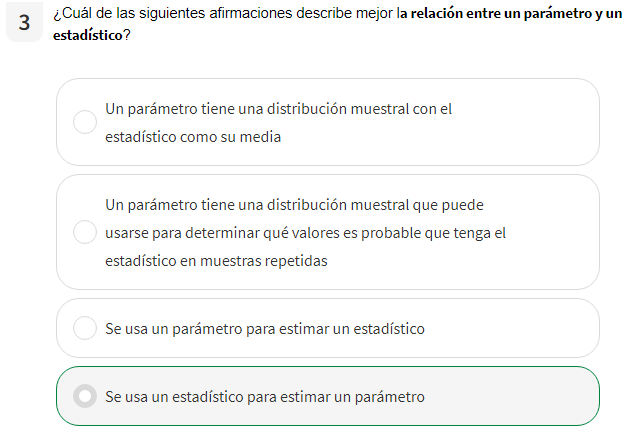 3
¿Cuál de las siguientes afirmaciones describe mejor la relación entre un parámetro y un
estadístico?
Un parámetro tiene una distribución muestral con el
estadístico como su media
Un parámetro tiene una distribución muestral que puede
usarse para determinar qué valores es probable que tenga el
estadístico en muestras repetidas
Se usa un parámetro para estimar un estadístico
Se usa un estadístico para estimar un parámetro